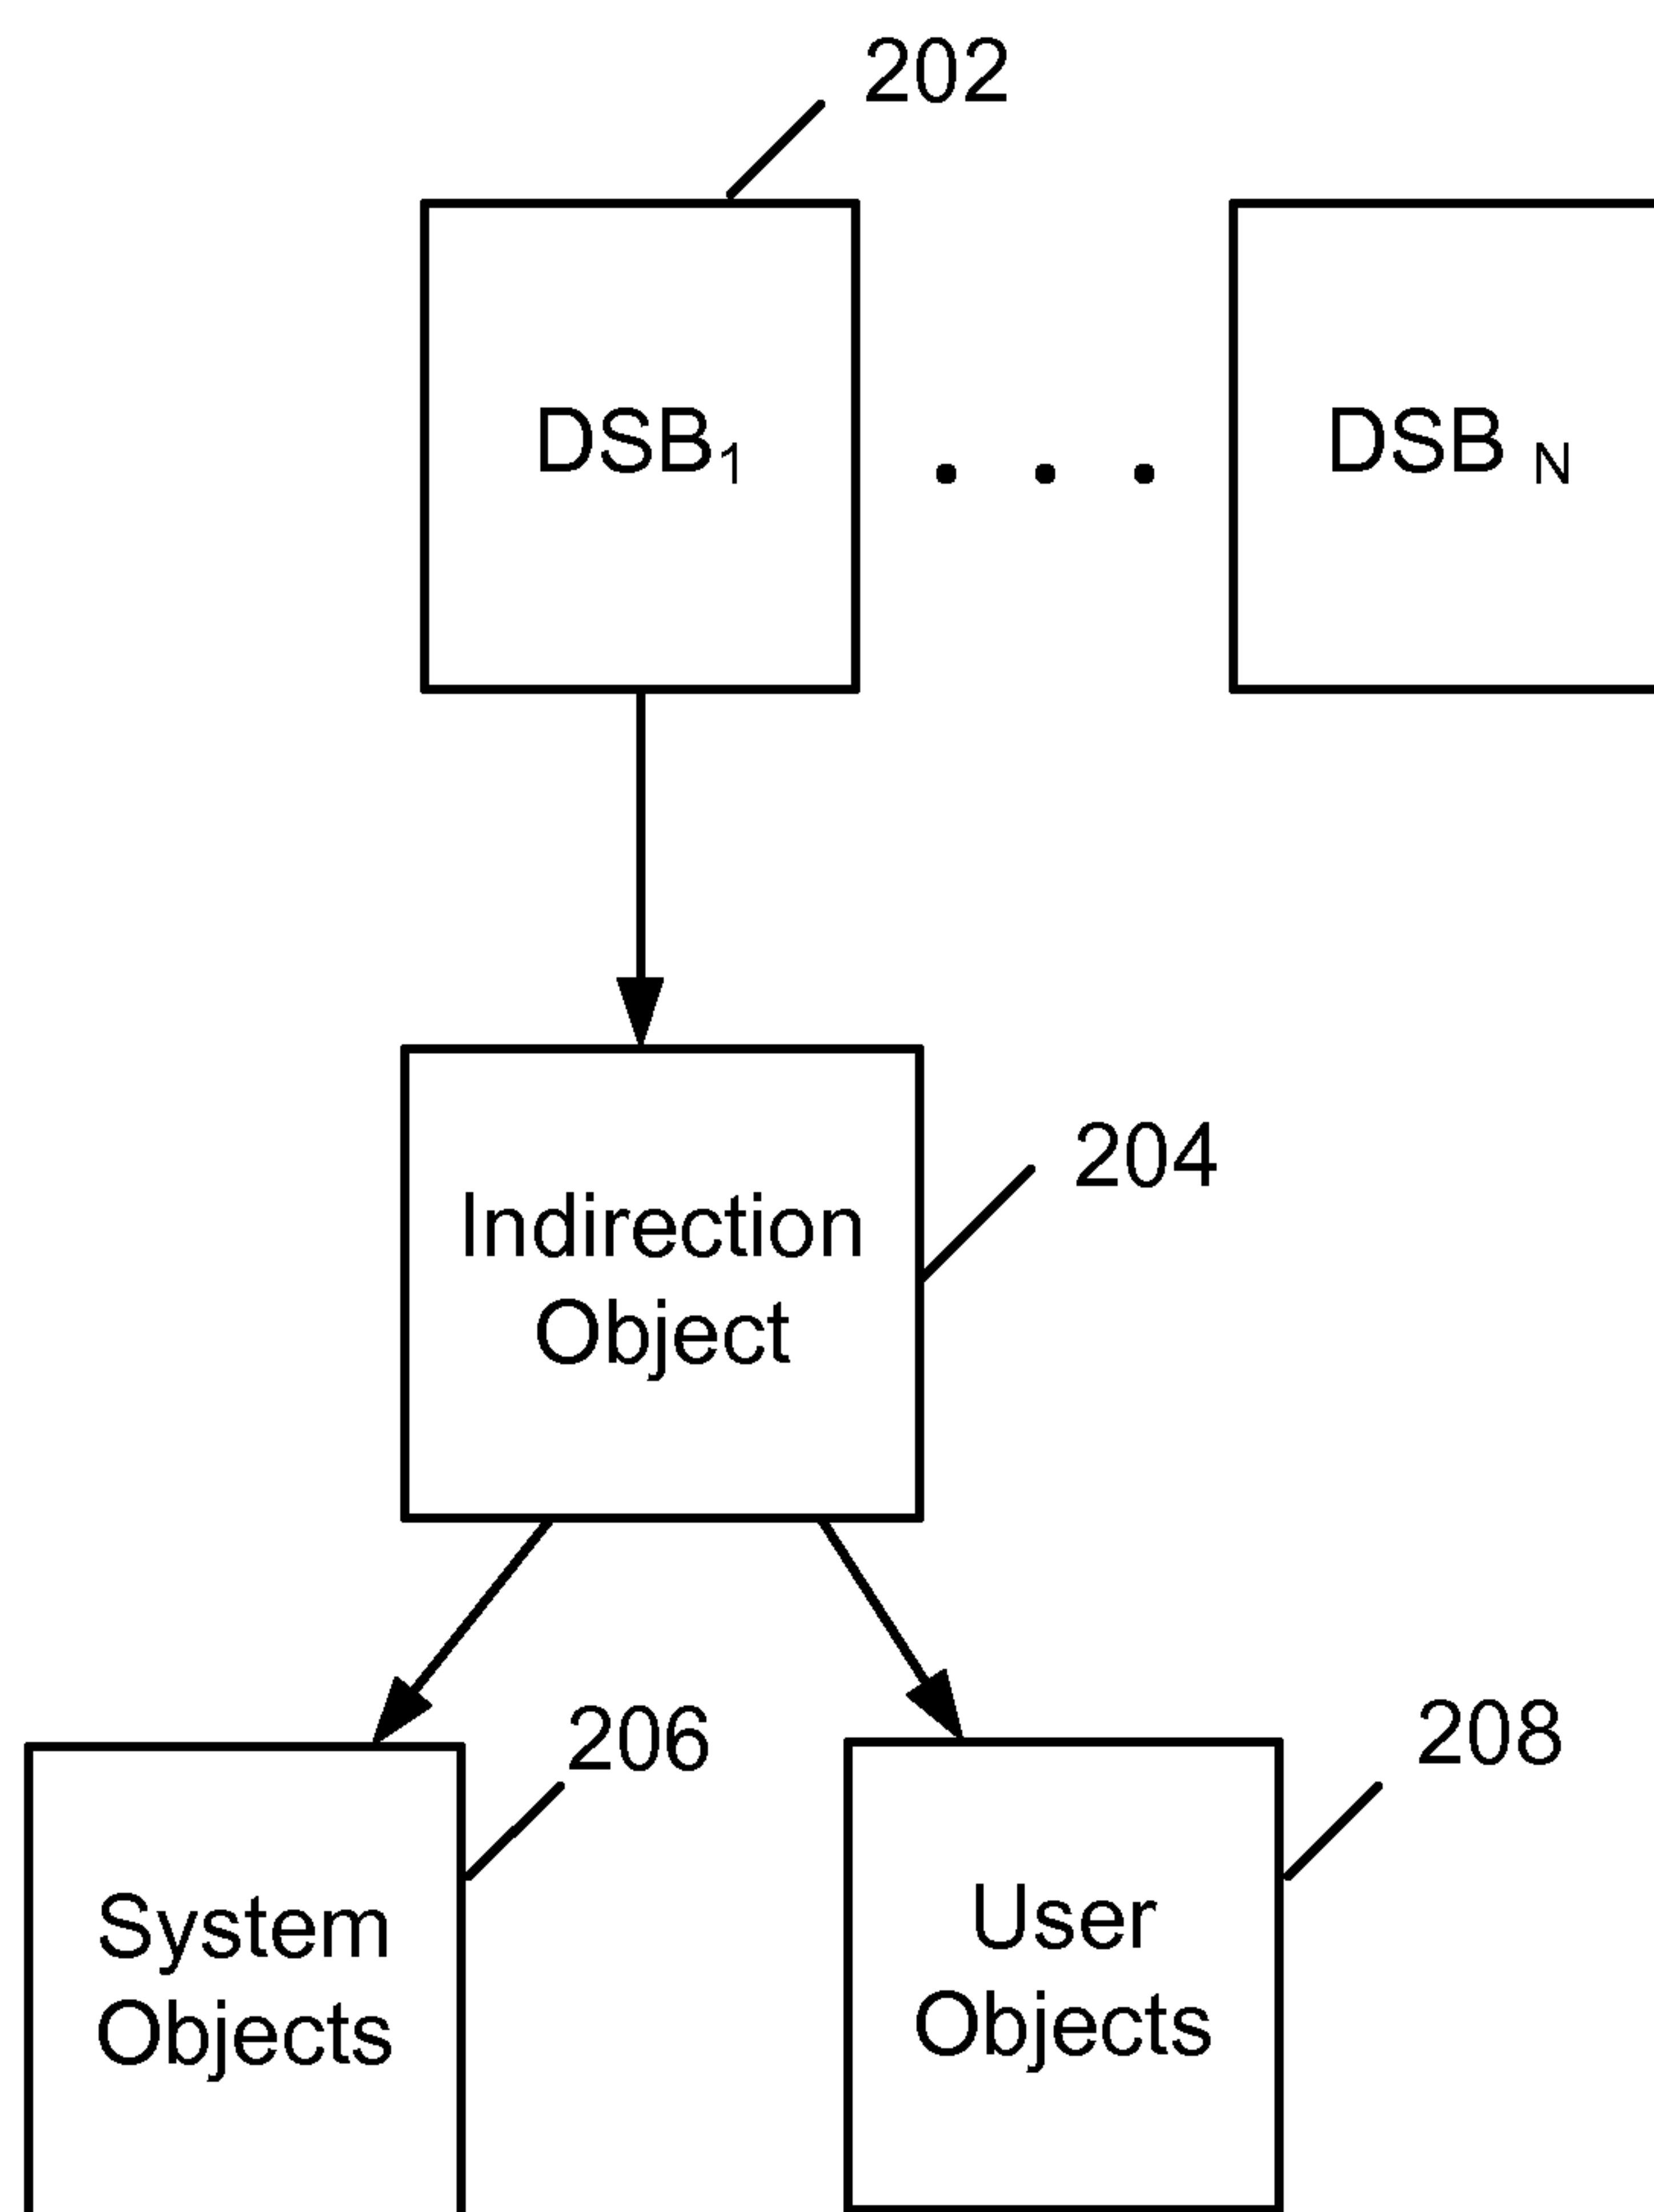 202
DSB1 . . . DSB N
Indirection
Object
204
206
208
System
Objects
User
Objects